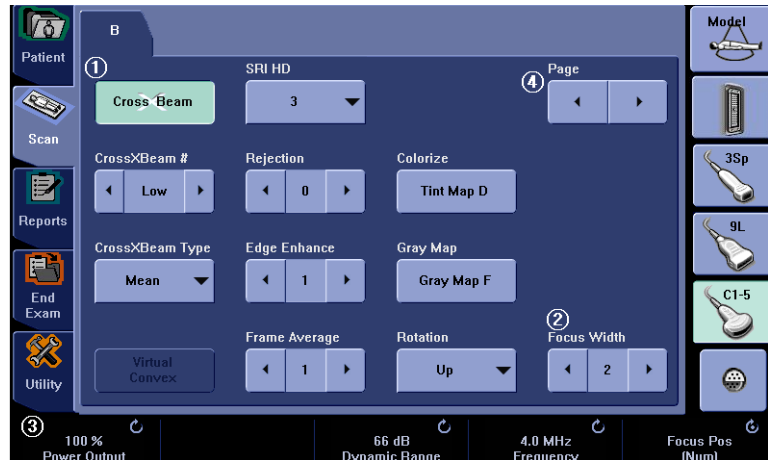 B
Model
Patient
①
SRI HD
Page
④
Cross Beam
3
Scan
CrossXBeam #
Rejection
Colorize
3Sp
Low
0
Tint Map D
Reports
CrossXBeam Type
Edge Enhance
Gray Map
9L
Mean
1
Gray Map F
End
Exam
C1-5
②
Frame Average
Rotation
Focus Width
Virtual
Convex
1
Up
2
Utility
③
100 %
Power Output
66 dB
Dynamic Range
4.0 MHz
Frequency
Focus Pos
(Num)